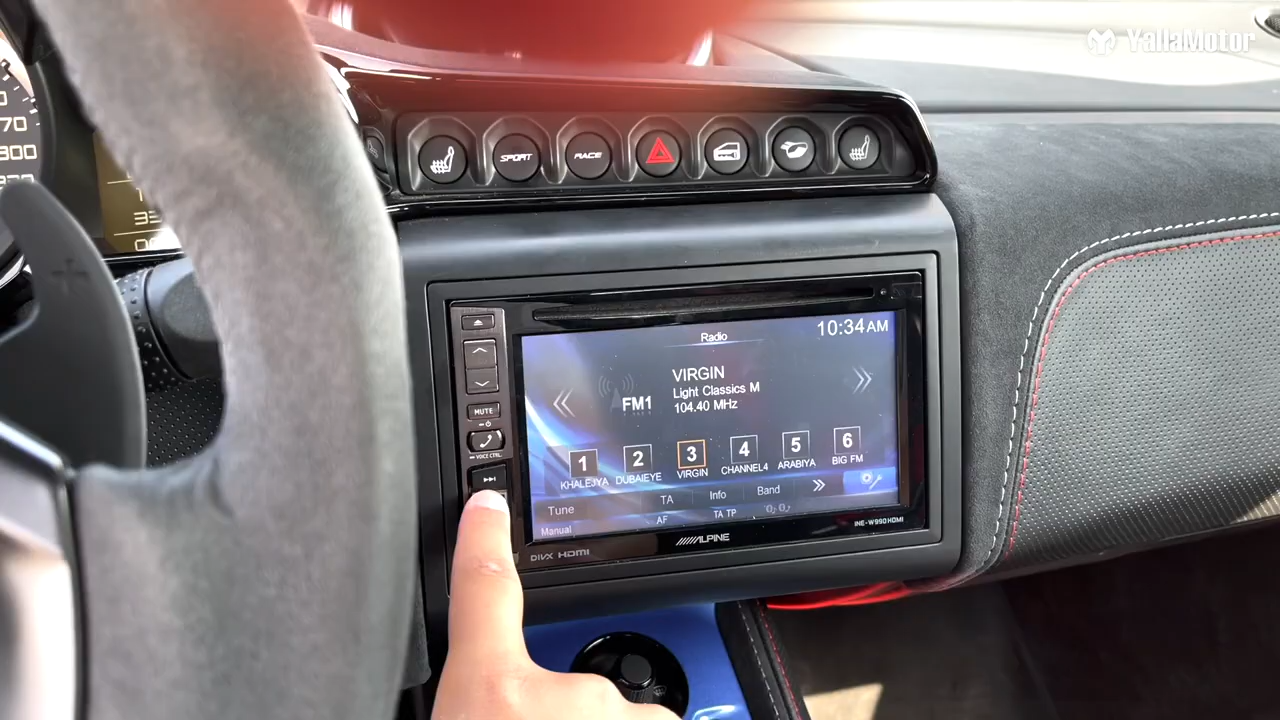 YallaMotor
70
300
SPORT
RACE
Radio
10:34AM
VIRGIN
Light Classics M
FM1
104.40 MHz
MUTE
VOICE CTRL
1
2
3
4
5
6
KHALEJYA
DUBAIEYE
VIRGIN
CHANNEL4
ARABIYA
BIG FM
Tune
TA
Info
Band
Manual
AF
TA TP
INE-W990HDMI
DIVX HDMI
ALPINE